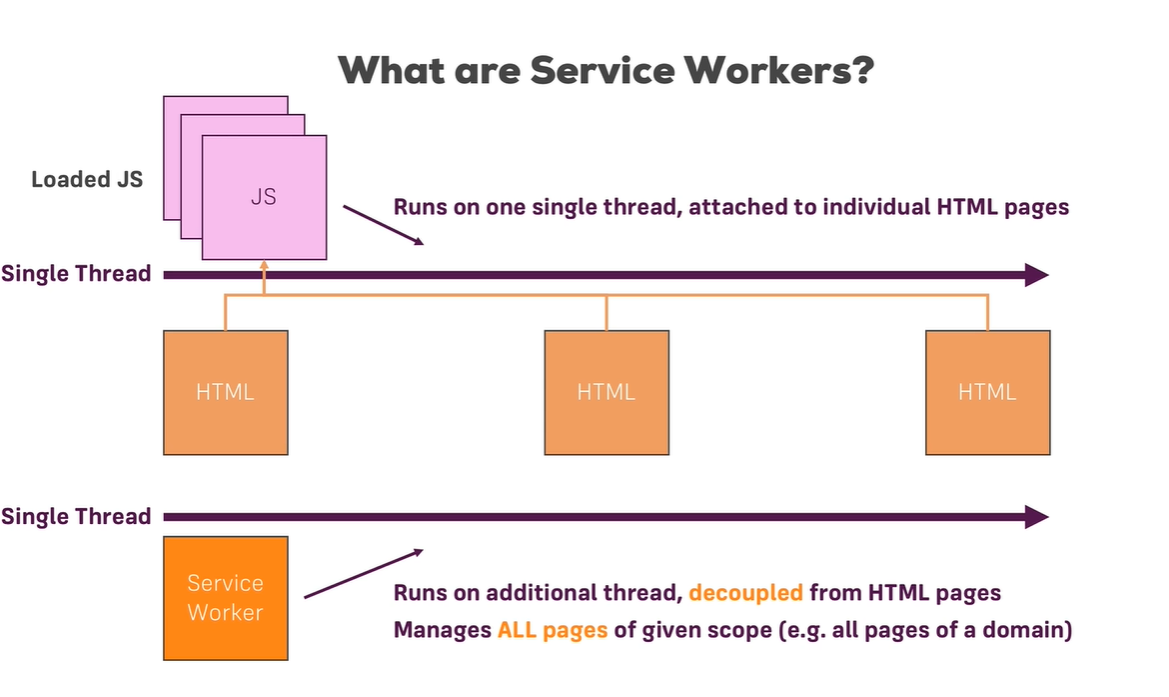 What are Service Workers?
Loaded JS
JS
Runs on one single thread, attached to individual HTML pages
Single Thread
HTML
HTML
HTML
Single Thread
Service
Worker
Runs on additional thread, decoupled from HTML pages
Manages ALL pages of given scope (e.g. all pages of a domain)